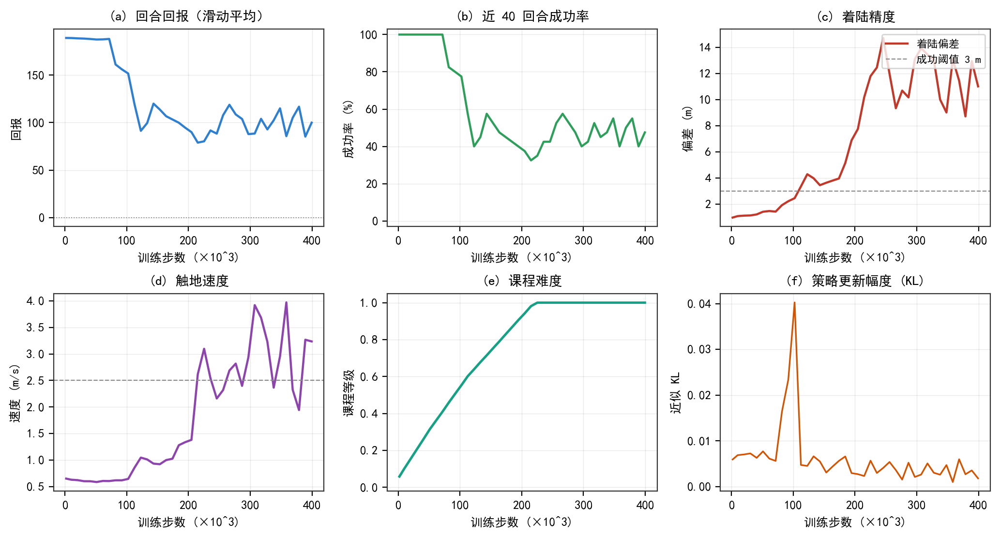 (a) 回合回报（滑动平均）
回报
150
100
50
0
0 100 200 300 400
训练步数 (×10^3)
(b) 近 40 回合成功率
成功率 (%)
100
80
60
40
20
0
0 100 200 300 400
训练步数 (×10^3)
(c) 着陆精度
着陆偏差
成功阈值 3 m
偏差 (m)
14
12
10
8
6
4
2
0 100 200 300 400
训练步数 (×10^3)
(d) 触地速度
速度 (m/s)
4.0
3.5
3.0
2.5
2.0
1.5
1.0
0.5
0 100 200 300 400
训练步数 (×10^3)
(e) 课程难度
课程等级
1.0
0.8
0.6
0.4
0.2
0.0
0 100 200 300 400
训练步数 (×10^3)
(f) 策略更新幅度 (KL)
近似 KL
0.04
0.03
0.02
0.01
0.00
0 100 200 300 400
训练步数 (×10^3)